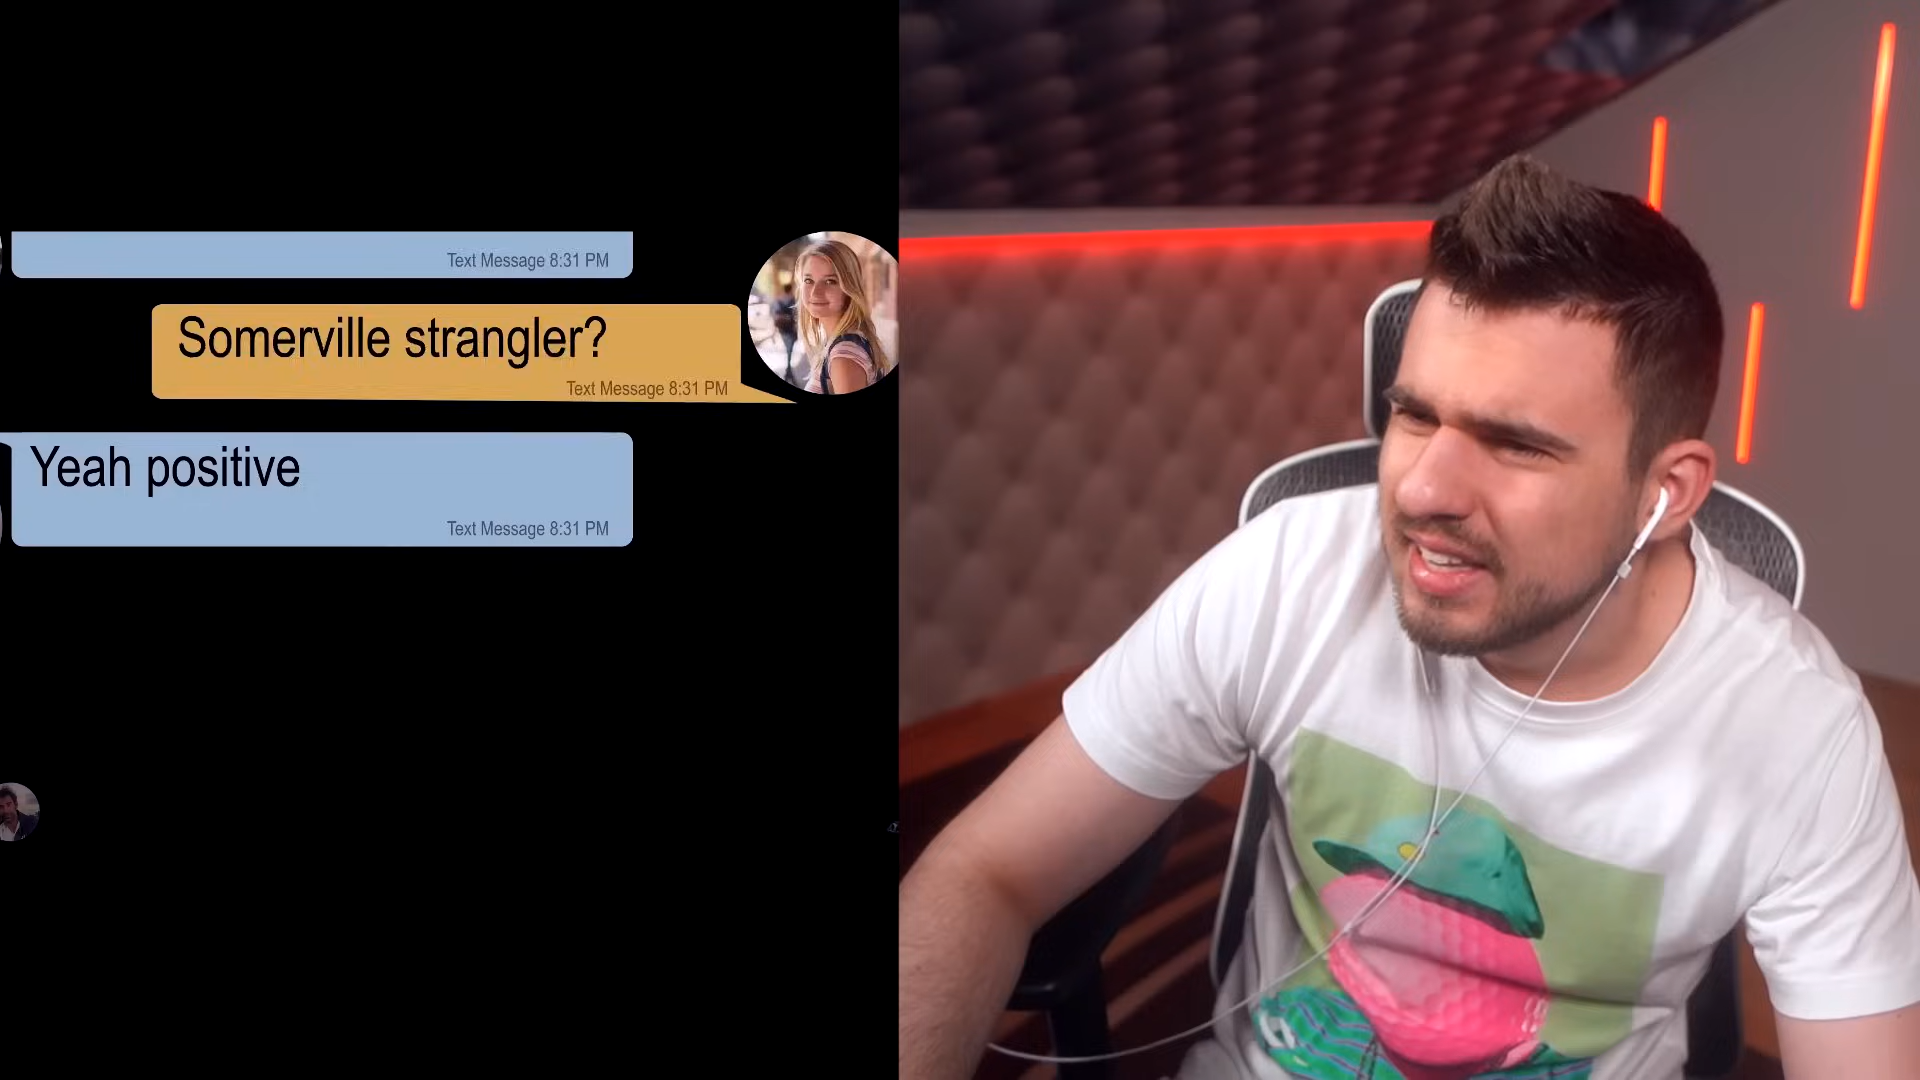 Text Message 8:31 PM
Somerville strangler?
Text Message 8:31 PM
Yeah positive
Text Message 8:31 PM